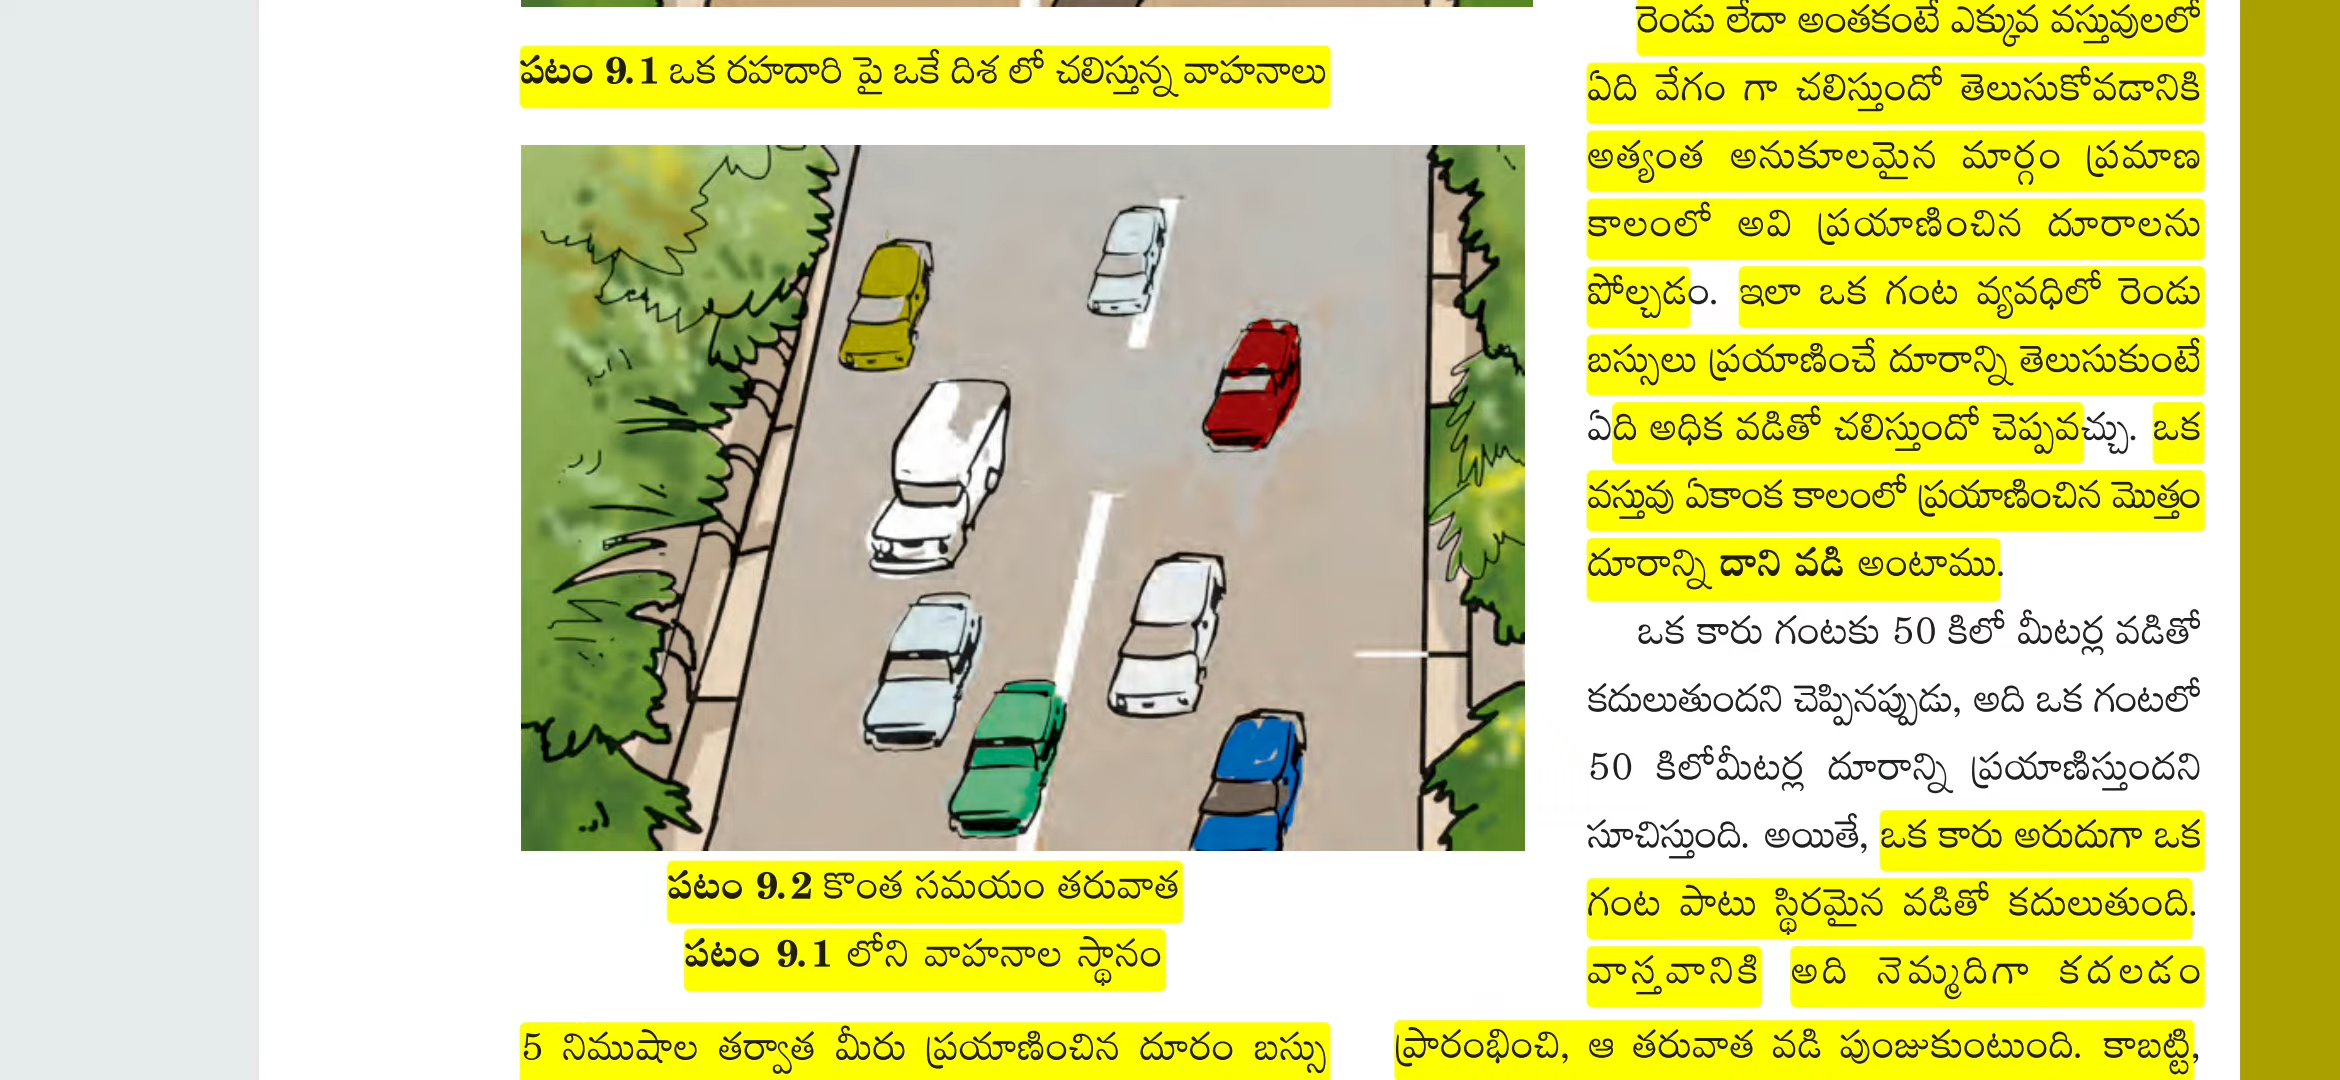 పటం 9.1 ఒక రహదారి పై ఒకే దిశ లో చలిస్తున్న వాహనాలు
పటం 9.2 కొంత సమయం తరువాత
పటం 9.1 లోని వాహనాల స్థానం
5 నిముషాల తర్వాత మీరు ప్రయాణించిన దూరం బస్సు
రెండు లేదా అంతకంటే ఎక్కువ వస్తువులలో
ఏది వేగం గా చలిస్తుందో తెలుసుకోవడానికి
అత్యంత అనుకూలమైన మార్గం ప్రమాణ
కాలంలో అవి ప్రయాణించిన దూరాలను
పోల్చడం. ఇలా ఒక గంట వ్యవధిలో రెండు
బస్సులు ప్రయాణించే దూరాన్ని తెలుసుకుంటే
ఏది అధిక వడితో చలిస్తుందో చెప్పవచ్చు. ఒక
వస్తువు ఏకాంక కాలంలో ప్రయాణించిన మొత్తం
దూరాన్ని దాని వడి అంటాము.
ఒక కారు గంటకు 50 కిలో మీటర్ల వడితో
కదులుతుందని చెప్పినప్పుడు, అది ఒక గంటలో
50 కిలోమీటర్ల దూరాన్ని ప్రయాణిస్తుందని
సూచిస్తుంది. అయితే, ఒక కారు అరుదుగా ఒక
గంట పాటు స్థిరమైన వడితో కదులుతుంది.
వాస్తవానికి అది నెమ్మదిగా కదలడం
ప్రారంభించి, ఆ తరువాత వడి పుంజుకుంటుంది. కాబట్టి,